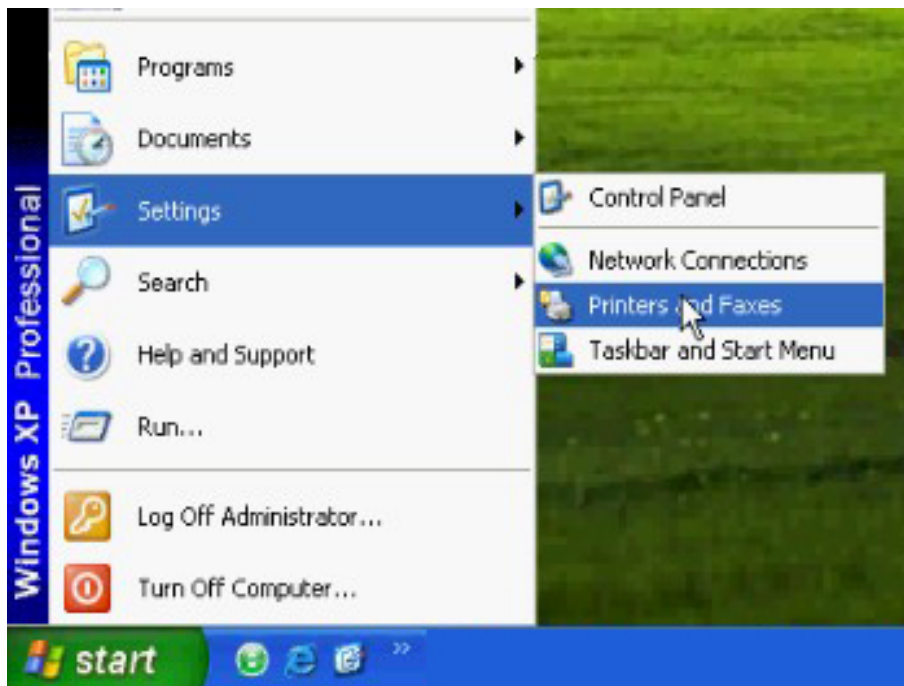 Programs
Documents
Settings
Search
Help and Support
Run...
Log Off Administrator...
Turn Off Computer...
Windows XP Professional
Control Panel
Network Connections
Printers and Faxes
Taskbar and Start Menu
start